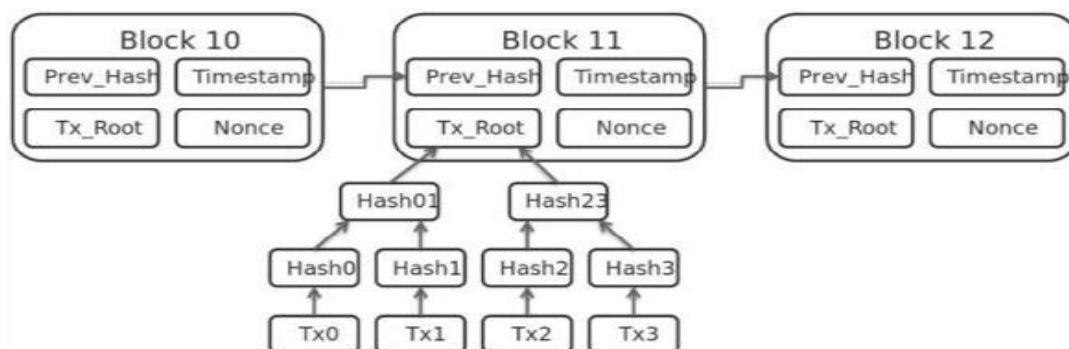 Block 10
Block 11
Block 12
Prev_Hash
Timestamp
Prev_Hash
Timestamp
Prev_Hash
Timestamp
Tx_Root
Nonce
Tx_Root
Nonce
Tx_Root
Nonce
Hash01
Hash23
Hash0
Hash1
Hash2
Hash3
Tx0
Tx1
Tx2
Tx3